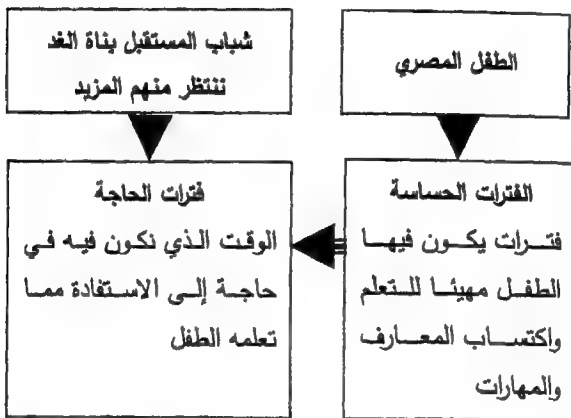 الطفل المصري
شباب المستقبل بناة الغد
ننتظر منهم المزيد
الفترات الحساسة
فترات يكون فيها
الطفل مهيئا للتعلم
واكتساب المعارف
والمهارات
فترات الحاجة
الوقت الذي نكون فيه في
حاجة إلى الاستفادة مما
تعلمه الطفل